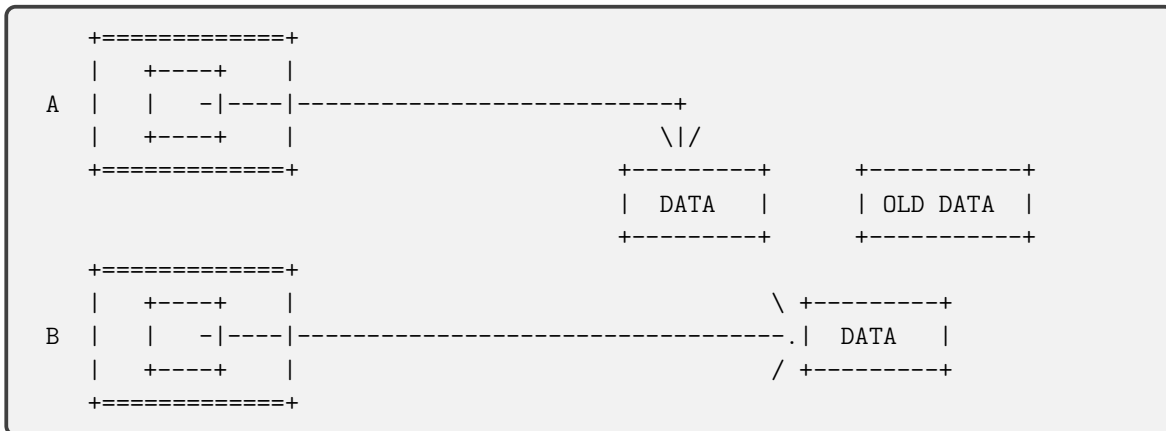 +=============+
|   +----+    |
A  |   |   -|----|---------------------------+
|   +----+    |                          \|/
+=============+                       +---------+      +-----------+
|  DATA   |      | OLD DATA  |
+---------+      +-----------+
+=============+
|   +----+    |                                  \ +---------+
B  |   |   -|----|-----------------------------------.|  DATA   |
|   +----+    |                                  / +---------+
+=============+